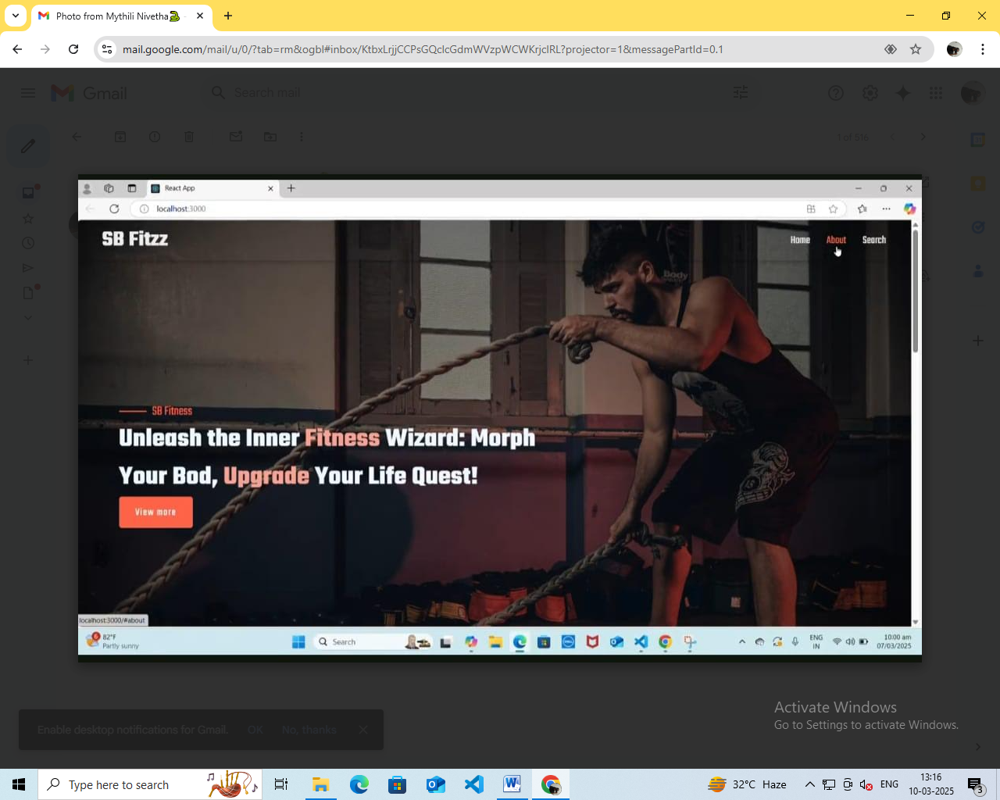 Photo from Mythili Nivetha
mail.google.com/mail/u/0/?tab=rm&ogbl#inbox/KtbxLrjjCCPsGQclcGdmWVzpWCWKrjclRL?projector=1&messagePartId=0.1
Gmail
Search mail
1 of 516
React App
localhost:3000
SB Fitzz
Home About Search
Body
SB Fitness
Unleash the Inner Fitness Wizard: Morph
Your Bod, Upgrade Your Life Quest!
View more
localhost:3000/#about
6
82°F
Partly sunny
Search
ENG
IN
10:00 am
07/03/2025
Enable desktop notifications for Gmail. OK No, thanks
Activate Windows
Go to Settings to activate Windows.
Type here to search
32°C Haze
ENG
13:16
10-03-2025
3